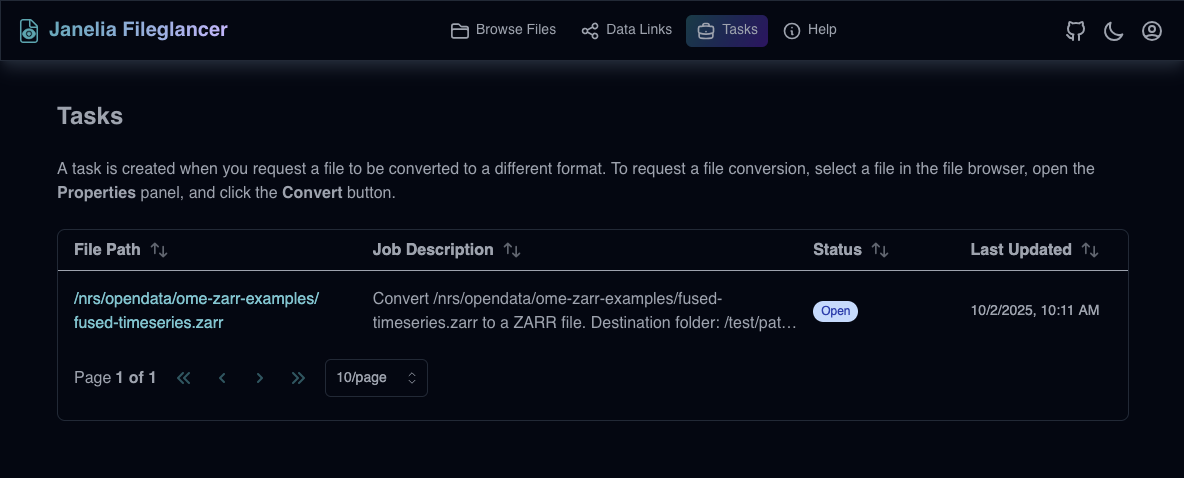 Janelia Fileglancer
Browse Files
Data Links
Tasks
Help
Tasks
A task is created when you request a file to be converted to a different format. To request a file conversion, select a file in the file browser, open the
Properties panel, and click the Convert button.
File Path
Job Description
Status
Last Updated
/nrs/opendata/ome-zarr-examples/
fused-timeseries.zarr
Convert /nrs/opendata/ome-zarr-examples/fused-
timeseries.zarr to a ZARR file. Destination folder: /test/pat…
Open
10/2/2025, 10:11 AM
Page 1 of 1
10/page